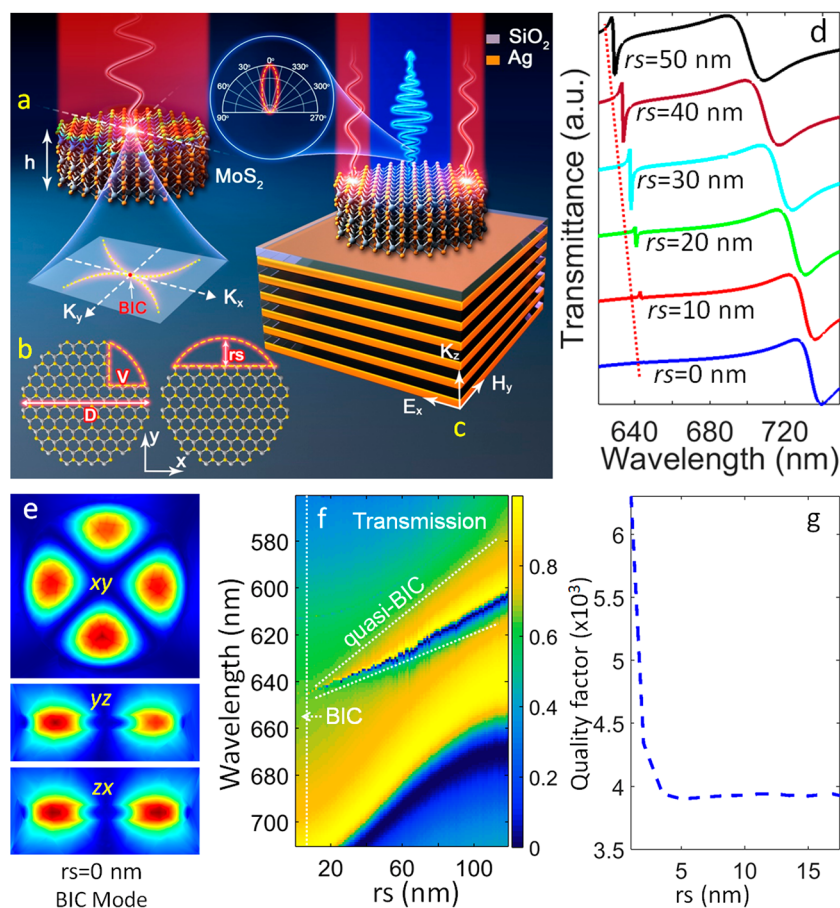 a
h
MoS2
90°
60°
30°
0°
330°
300°
270°
SiO2
Ag
BIC
Kx
Ky
b
V
D
rs
y
x
Kz
Hy
Ex
c
d
Transmittance (a.u.)
rs=50 nm
rs=40 nm
rs=30 nm
rs=20 nm
rs=10 nm
rs=0 nm
640 680 720
Wavelength (nm)
e
xy
yz
zx
rs=0 nm
BIC Mode
f
Transmission
quasi-BIC
BIC
Wavelength (nm)
580
600
620
640
660
680
700
20 60 100
rs (nm)
0.8
0.6
0.4
0.2
0
g
Quality factor (x10³)
6
5.5
5
4.5
4
3.5
5 10 15
rs (nm)